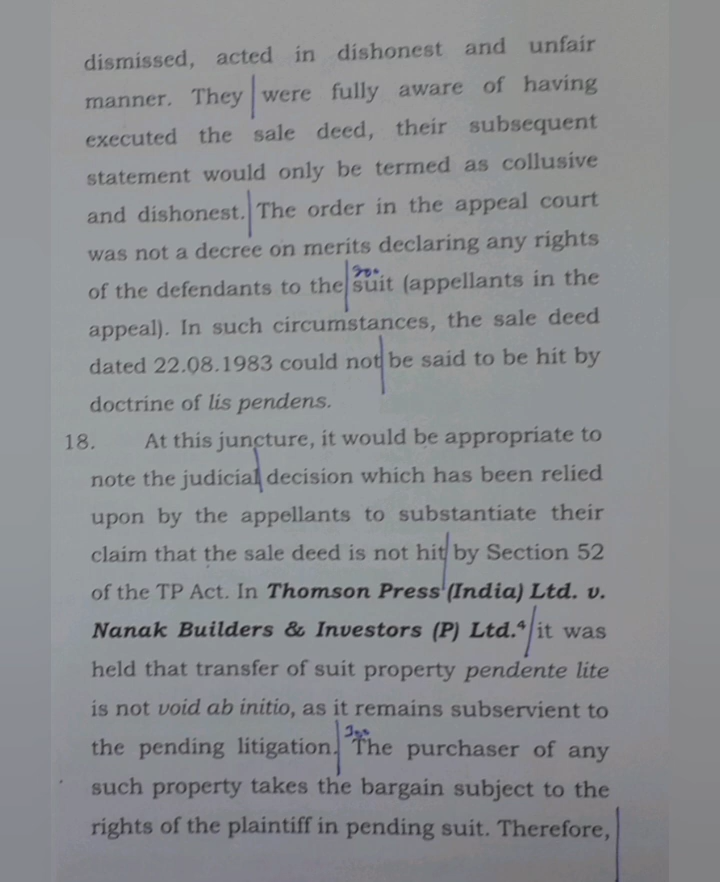 dismissed, acted in dishonest and unfair
manner. They were fully aware of having
executed the sale deed, their subsequent
statement would only be termed as collusive
and dishonest. The order in the appeal court
was not a decree on merits declaring any rights
of the defendants to the suit (appellants in the
appeal). In such circumstances, the sale deed
dated 22.08.1983 could not be said to be hit by
doctrine of lis pendens.
18. At this juncture, it would be appropriate to
note the judicial decision which has been relied
upon by the appellants to substantiate their
claim that the sale deed is not hit by Section 52
of the TP Act. In Thomson Press (India) Ltd. v.
Nanak Builders & Investors (P) Ltd.⁴ it was
held that transfer of suit property pendente lite
is not void ab initio, as it remains subservient to
the pending litigation. The purchaser of any
such property takes the bargain subject to the
rights of the plaintiff in pending suit. Therefore,